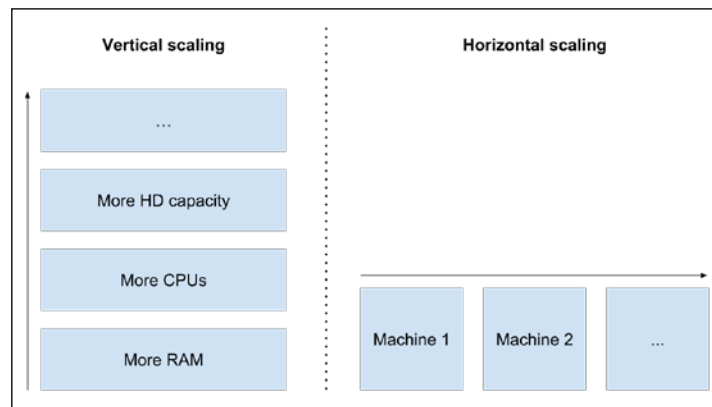 Vertical scaling
...
More HD capacity
More CPUs
More RAM
Horizontal scaling
Machine 1
Machine 2
...